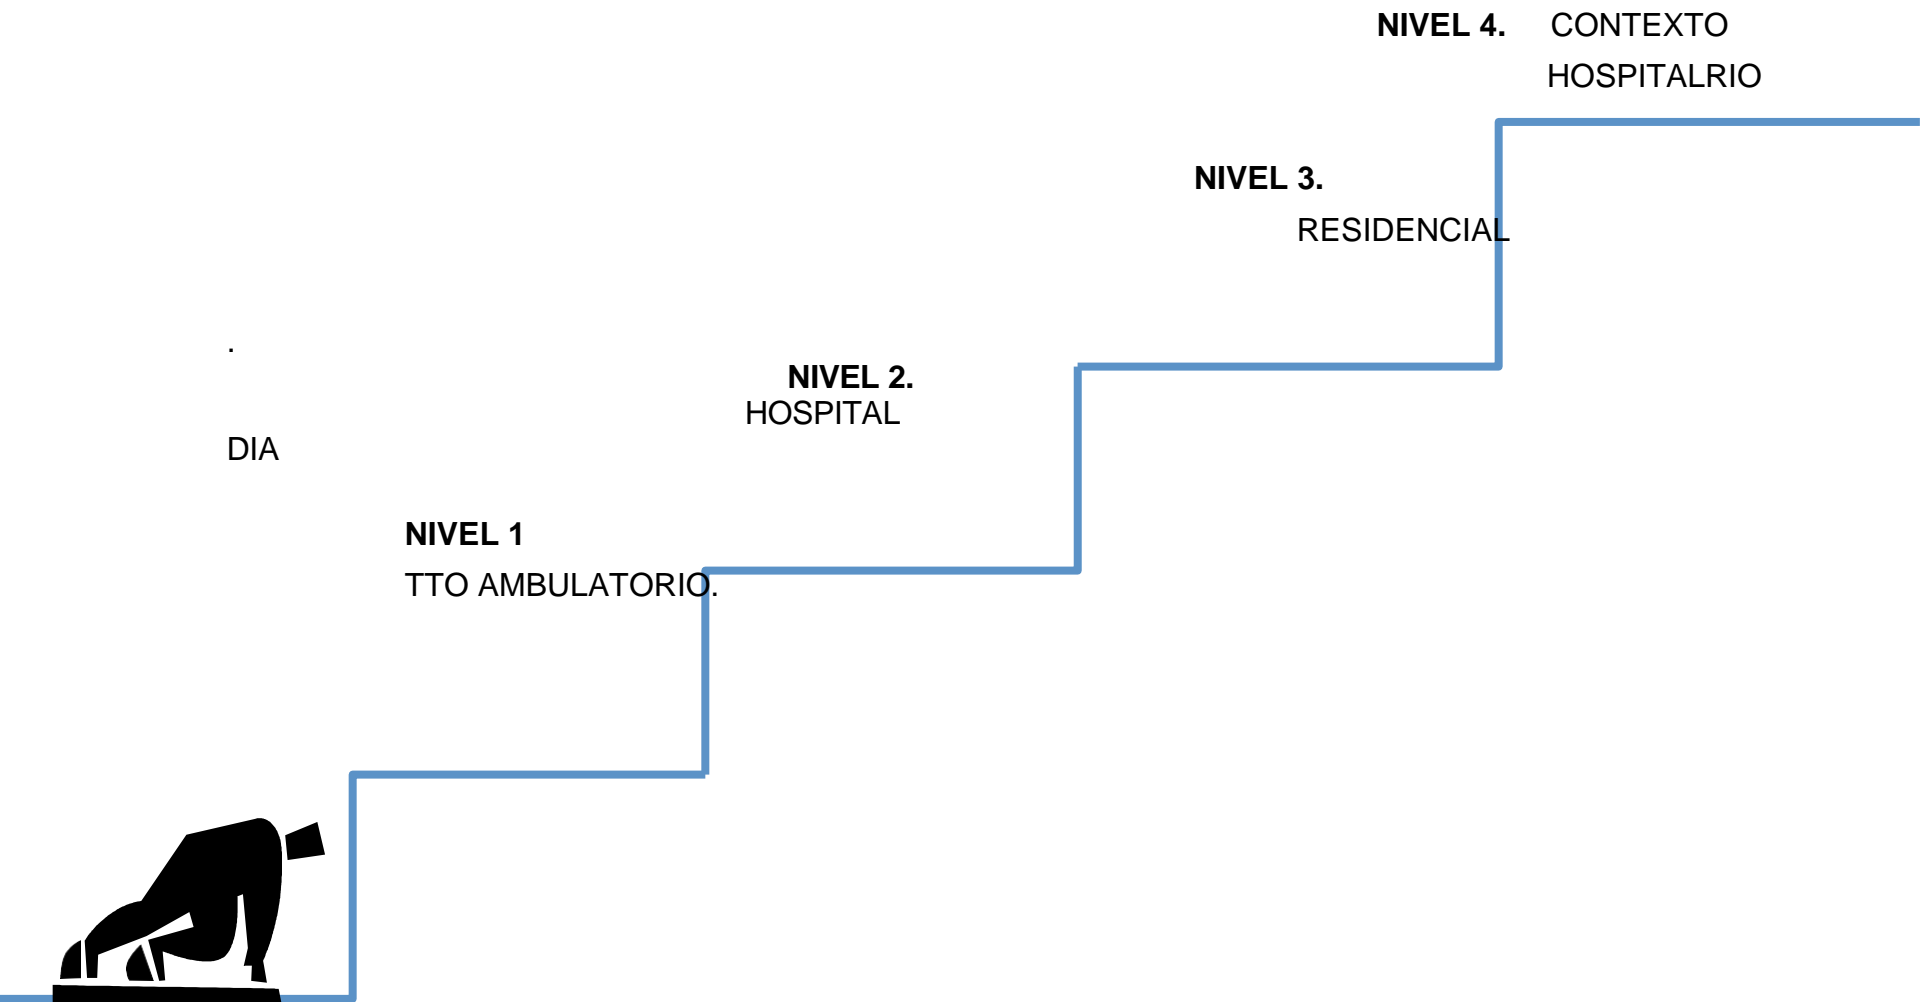 NIVEL 4. CONTEXTO
HOSPITALRIO
NIVEL 3.
RESIDENCIAL
.
NIVEL 2.
HOSPITAL
DIA
NIVEL 1
TTO AMBULATORIO.